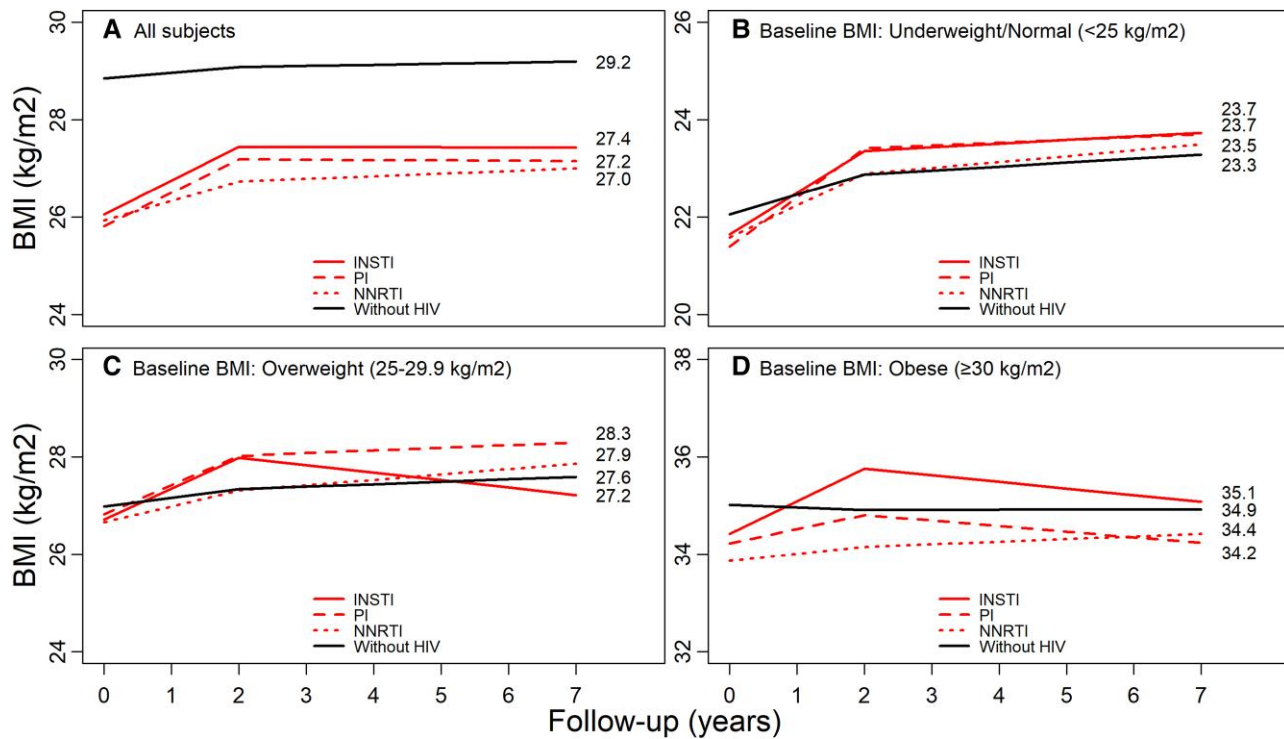 A All subjects
BMI (kg/m2)
30
28
26
24
29.2
27.4
27.2
27.0
INSTI
PI
NNRTI
Without HIV
B Baseline BMI: Underweight/Normal (<25 kg/m2)
26
24
22
20
23.7
23.7
23.5
23.3
INSTI
PI
NNRTI
Without HIV
C Baseline BMI: Overweight (25-29.9 kg/m2)
BMI (kg/m2)
30
28
26
24
28.3
27.9
27.6
27.2
INSTI
PI
NNRTI
Without HIV
0 1 2 3 4 5 6 7
D Baseline BMI: Obese (≥30 kg/m2)
38
36
34
32
35.1
34.9
34.4
34.2
INSTI
PI
NNRTI
Without HIV
0 1 2 3 4 5 6 7
Follow-up (years)